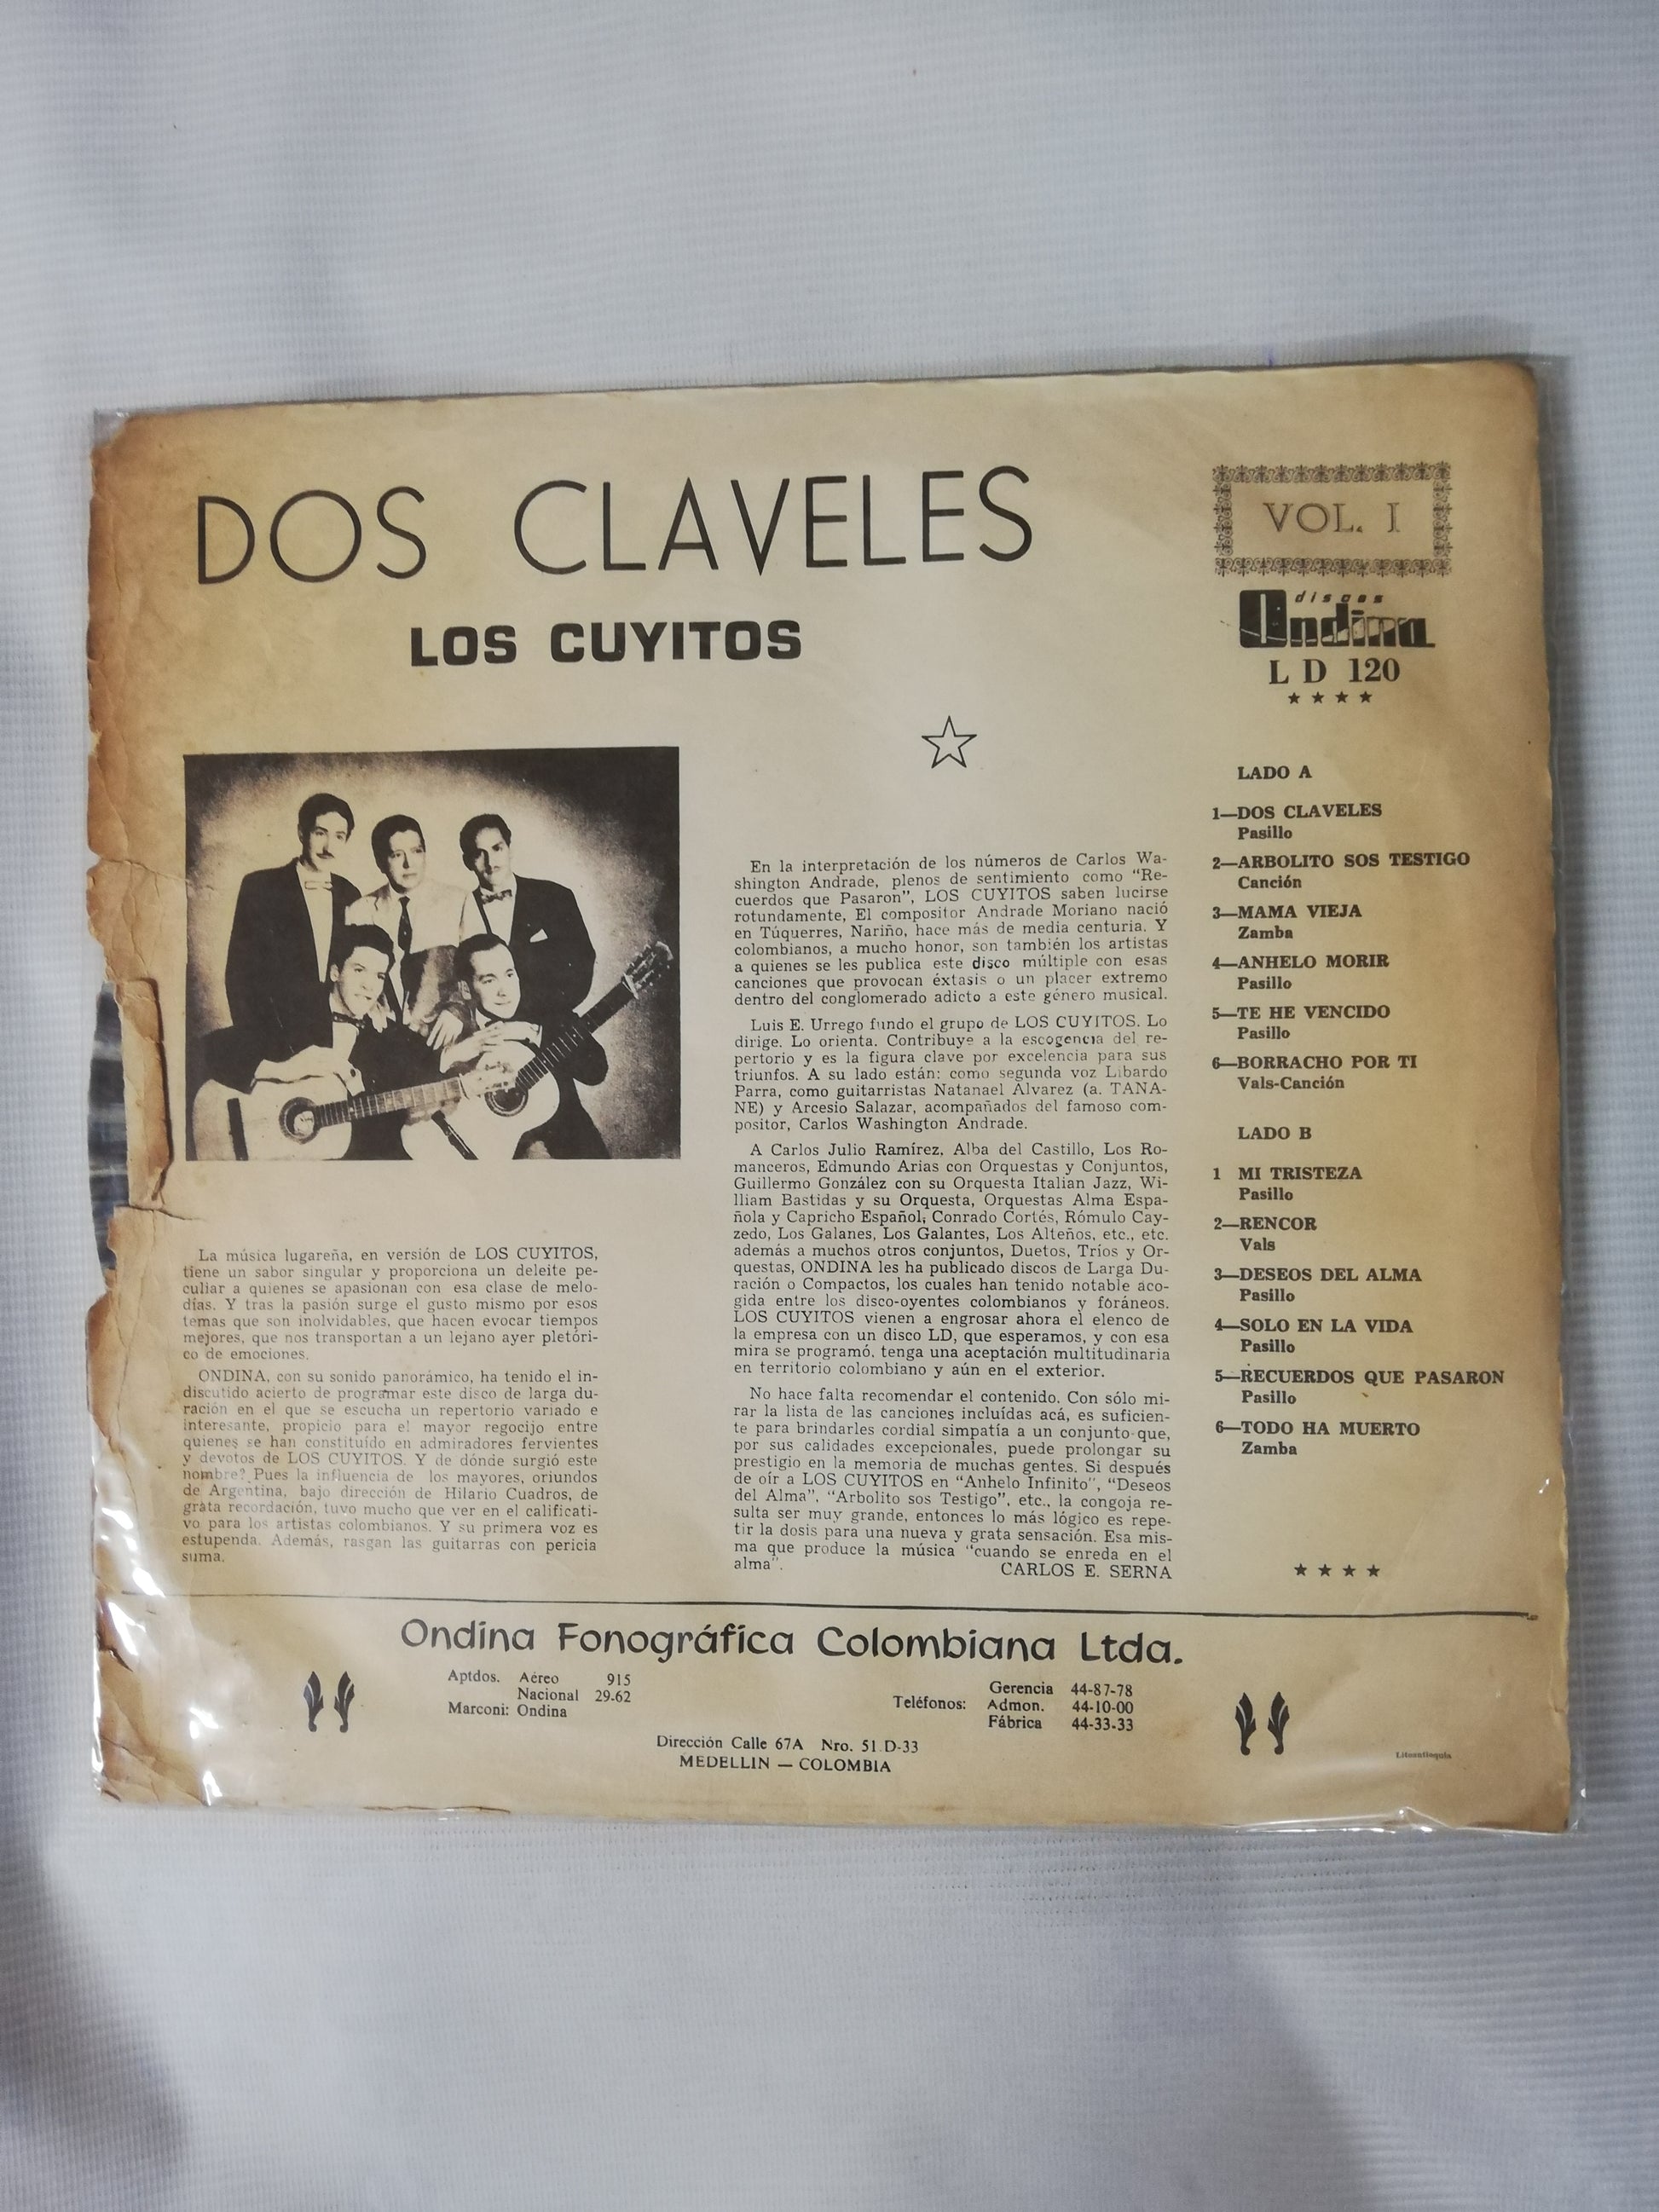 DOS CLAVELES
LOS CUYITOS
VOL. I
discos
Ondina
L D 120
LADO A
1—DOS CLAVELES
Pasillo
2—ARBOLITO SOS TESTIGO
Canción
3—MAMA VIEJA
Zamba
4—ANHELO MORIR
Pasillo
5—TE HE VENCIDO
Pasillo
6—BORRACHO POR TI
Vals-Canción
LADO B
1 MI TRISTEZA
Pasillo
2—RENCOR
Vals
3—DESEOS DEL ALMA
Pasillo
4—SOLO EN LA VIDA
Pasillo
5—RECUERDOS QUE PASARON
Pasillo
6—TODO HA MUERTO
Zamba
La música lugareña, en versión de LOS CUYITOS,
tiene un sabor singular y proporciona un deleite pe-
culiar a quienes se apasionan con esa clase de melo-
días. Y tras la pasión surge el gusto mismo por esos
temas que son inolvidables, que hacen evocar tiempos
mejores, que nos transportan a un lejano ayer pletóri-
co de emociones.
ONDINA, con su sonido panorámico, ha tenido el in-
discutido acierto de programar este disco de larga du-
ración en el que se escucha un repertorio variado e
interesante, propicio para el mayor regocijo entre
quienes se han constituído en admiradores fervientes
y devotos de LOS CUYITOS. Y de dónde surgió este
nombre? Pues la influencia de los mayores, oriundos
de Argentina, bajo dirección de Hilario Cuadros, de
grata recordación, tuvo mucho que ver en el calificati-
vo para los artistas colombianos. Y su primera voz es
estupenda. Además, rasgan las guitarras con pericia
suma.
En la interpretación de los números de Carlos Wa-
shington Andrade, plenos de sentimiento como "Re-
cuerdos que Pasaron", LOS CUYITOS saben lucirse
rotundamente, El compositor Andrade Moriano nació
en Túquerres, Nariño, hace más de media centuria. Y
colombianos, a mucho honor, son también los artistas
a quienes se les publica este disco múltiple con esas
canciones que provocan éxtasis o un placer extremo
dentro del conglomerado adicto a este género musical.
Luis E. Urrego fundo el grupo de LOS CUYITOS. Lo
dirige. Lo orienta. Contribuye a la escogencia del re-
pertorio y es la figura clave por excelencia para sus
triunfos. A su lado están: como segunda voz Libardo
Parra, como guitarristas Natanael Alvarez (a. TANA-
NE) y Arcesio Salazar, acompañados del famoso com-
positor, Carlos Washington Andrade.
A Carlos Julio Ramírez, Alba del Castillo, Los Ro-
manceros, Edmundo Arias con Orquestas y Conjuntos,
Guillermo González con su Orquesta Italian Jazz, Wi-
lliam Bastidas y su Orquesta, Orquestas Alma Espa-
ñola y Capricho Español, Conrado Cortés, Rómulo Cay-
zedo, Los Galanes, Los Galantes, Los Alteños, etc., etc.
además a muchos otros conjuntos, Duetos, Tríos y Or-
questas, ONDINA les ha publicado discos de Larga Du-
ración o Compactos, los cuales han tenido notable aco-
gida entre los disco-oyentes colombianos y foráneos.
LOS CUYITOS vienen a engrosar ahora el elenco de
la empresa con un disco LD, que esperamos, y con esa
mira se programó, tenga una aceptación multitudinaria
en territorio colombiano y aún en el exterior.
No hace falta recomendar el contenido. Con sólo mi-
rar la lista de las canciones incluídas acá, es suficien-
te para brindarles cordial simpatía a un conjunto que,
por sus calidades excepcionales, puede prolongar su
prestigio en la memoria de muchas gentes. Si después
de oír a LOS CUYITOS en "Anhelo Infinito", "Deseos
del Alma", "Arbolito sos Testigo", etc., la congoja re-
sulta ser muy grande, entonces lo más lógico es repe-
tir la dosis para una nueva y grata sensación. Esa mis-
ma que produce la música "cuando se enreda en el
alma".
CARLOS E. SERNA
Ondina Fonográfica Colombiana Ltda.
Aptdos. Aéreo 915
Nacional 29-62
Marconi: Ondina
Teléfonos: Gerencia 44-87-78
Admon. 44-10-00
Fábrica 44-33-33
Dirección Calle 67A Nro. 51 D-33
MEDELLIN — COLOMBIA
Litoantioquia